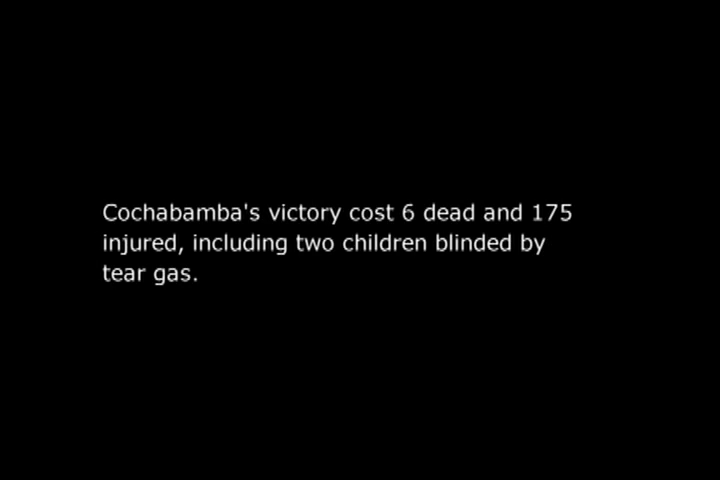 Cochabamba's victory cost 6 dead and 175
injured, including two children blinded by
tear gas.